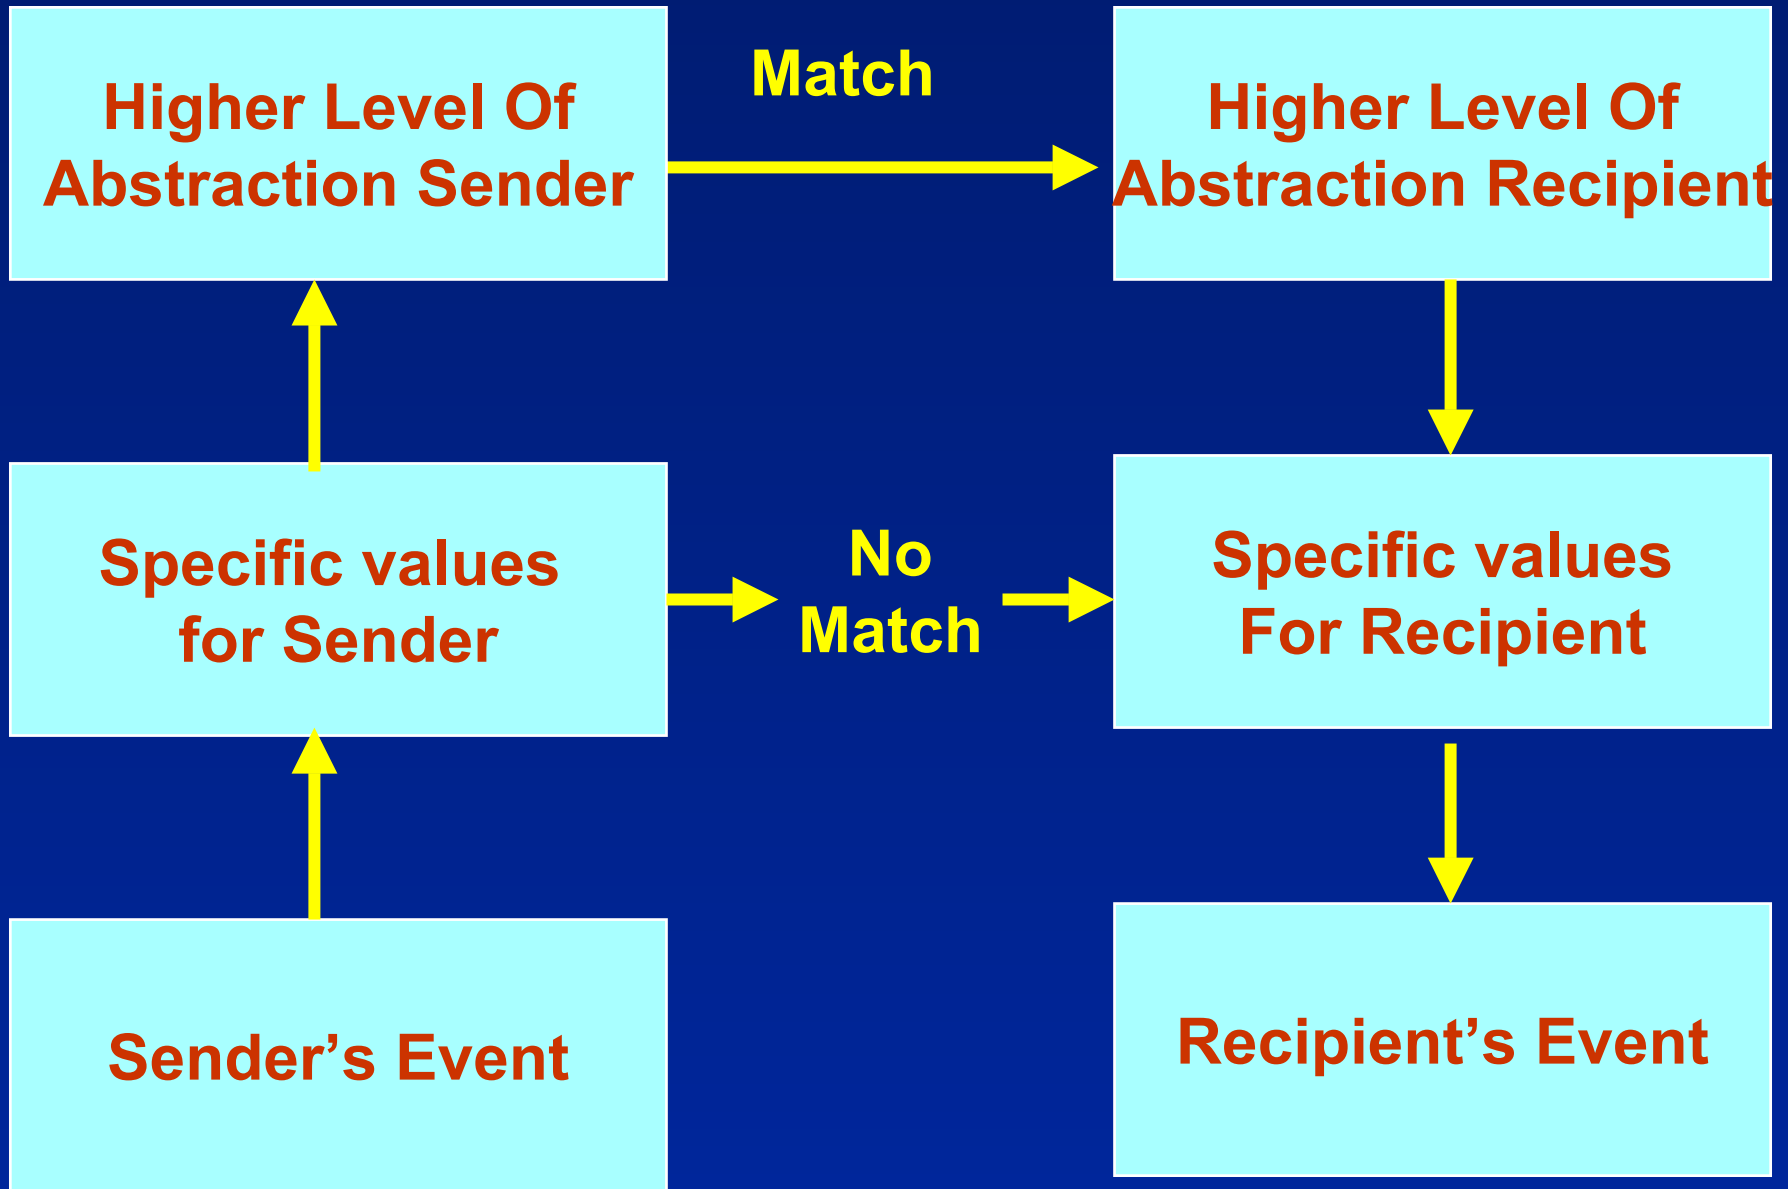 Higher Level Of
Abstraction Sender
Match
Higher Level Of
Abstraction Recipient
Specific values
for Sender
No
Match
Specific values
For Recipient
Sender’s Event
Recipient’s Event